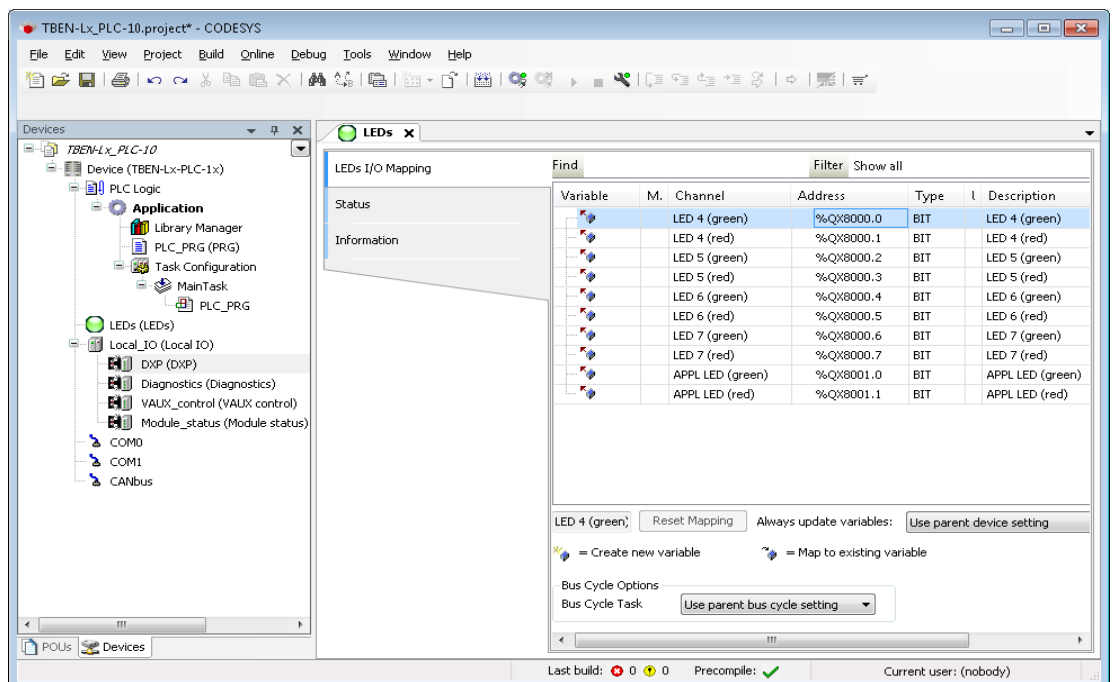 TBEN-Lx_PLC-10.project* - CODESYS
File Edit View Project Build Online Debug Tools Window Help
Devices
TBEN-Lx_PLC-10
Device (TBEN-Lx-PLC-1x)
PLC Logic
Application
Library Manager
PLC_PRG (PRG)
Task Configuration
MainTask
PLC_PRG
LEDs (LEDs)
Local_IO (Local IO)
DXP (DXP)
Diagnostics (Diagnostics)
VAUX_control (VAUX control)
Module_status (Module status)
COM0
COM1
CANbus
POUs Devices
LEDs
LEDs I/O Mapping
Status
Information
Find Filter Show all
Variable M. Channel Address Type Description
LED 4 (green) %QX8000.0 BIT LED 4 (green)
LED 4 (red) %QX8000.1 BIT LED 4 (red)
LED 5 (green) %QX8000.2 BIT LED 5 (green)
LED 5 (red) %QX8000.3 BIT LED 5 (red)
LED 6 (green) %QX8000.4 BIT LED 6 (green)
LED 6 (red) %QX8000.5 BIT LED 6 (red)
LED 7 (green) %QX8000.6 BIT LED 7 (green)
LED 7 (red) %QX8000.7 BIT LED 7 (red)
APPL LED (green) %QX8001.0 BIT APPL LED (green)
APPL LED (red) %QX8001.1 BIT APPL LED (red)
LED 4 (green) Reset Mapping Always update variables: Use parent device setting
= Create new variable = Map to existing variable
Bus Cycle Options
Bus Cycle Task Use parent bus cycle setting
Last build: 0 0 Precompile: Current user: (nobody)